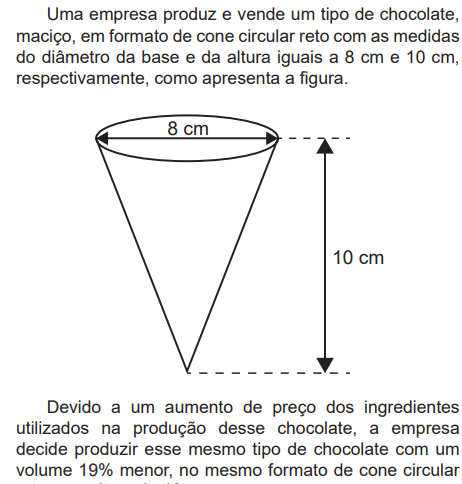 Uma empresa produz e vende um tipo de chocolate,
maciço, em formato de cone circular reto com as medidas
do diâmetro da base e da altura iguais a 8 cm e 10 cm,
respectivamente, como apresenta a figura.
8 cm
10 cm
Devido a um aumento de preço dos ingredientes
utilizados na produção desse chocolate, a empresa
decide produzir esse mesmo tipo de chocolate com um
volume 19% menor, no mesmo formato de cone circular